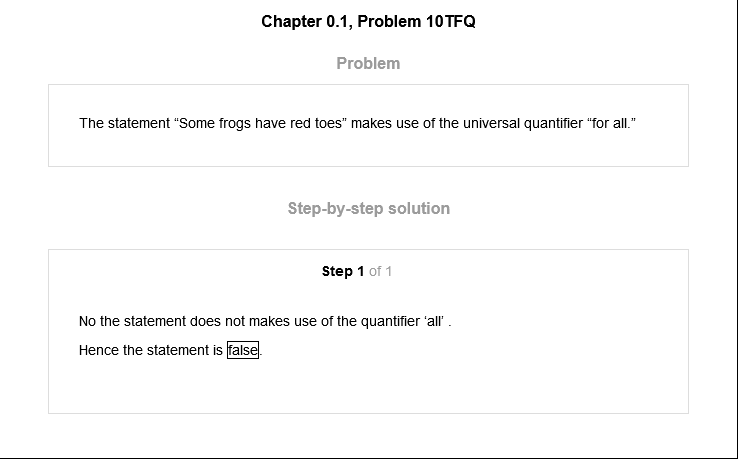 Chapter 0.1, Problem 10TFQ
Problem
The statement “Some frogs have red toes” makes use of the universal quantifier “for all.”
Step-by-step solution
Step 1 of 1
No the statement does not makes use of the quantifier ‘all’ .
Hence the statement is false.